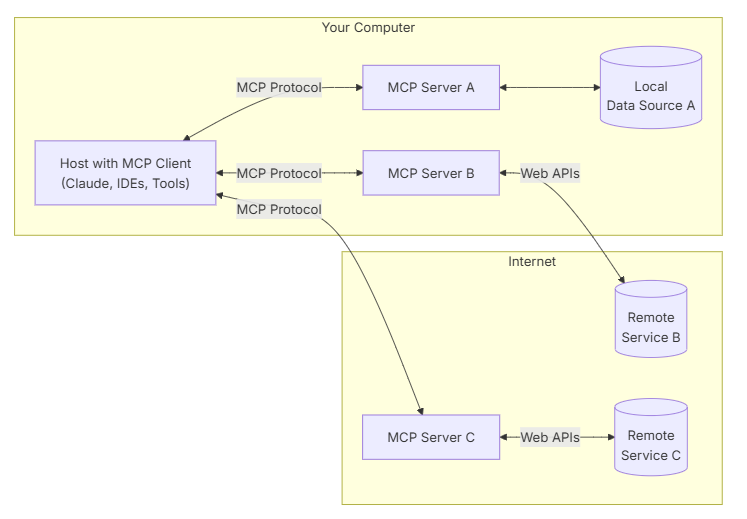 Your Computer
MCP Protocol
MCP Server A
Local
Data Source A
Host with MCP Client
(Claude, IDEs, Tools)
MCP Protocol
MCP Server B
Web APIs
MCP Protocol
Internet
Remote
Service B
MCP Server C
Web APIs
Remote
Service C